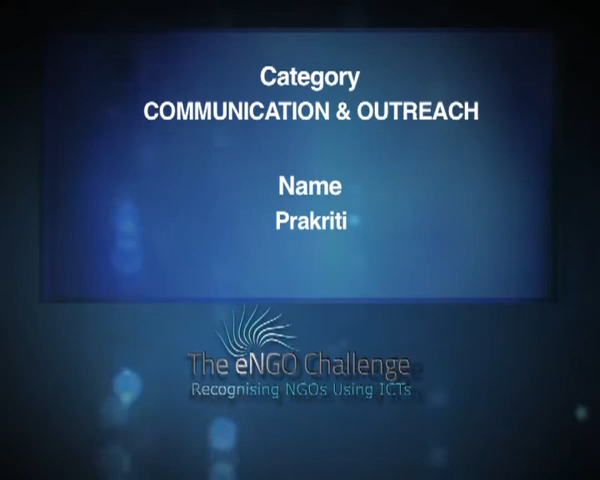 Category
COMMUNICATION & OUTREACH
Name
Prakriti
The eNGO Challenge
Recognising NGOs Using ICTs